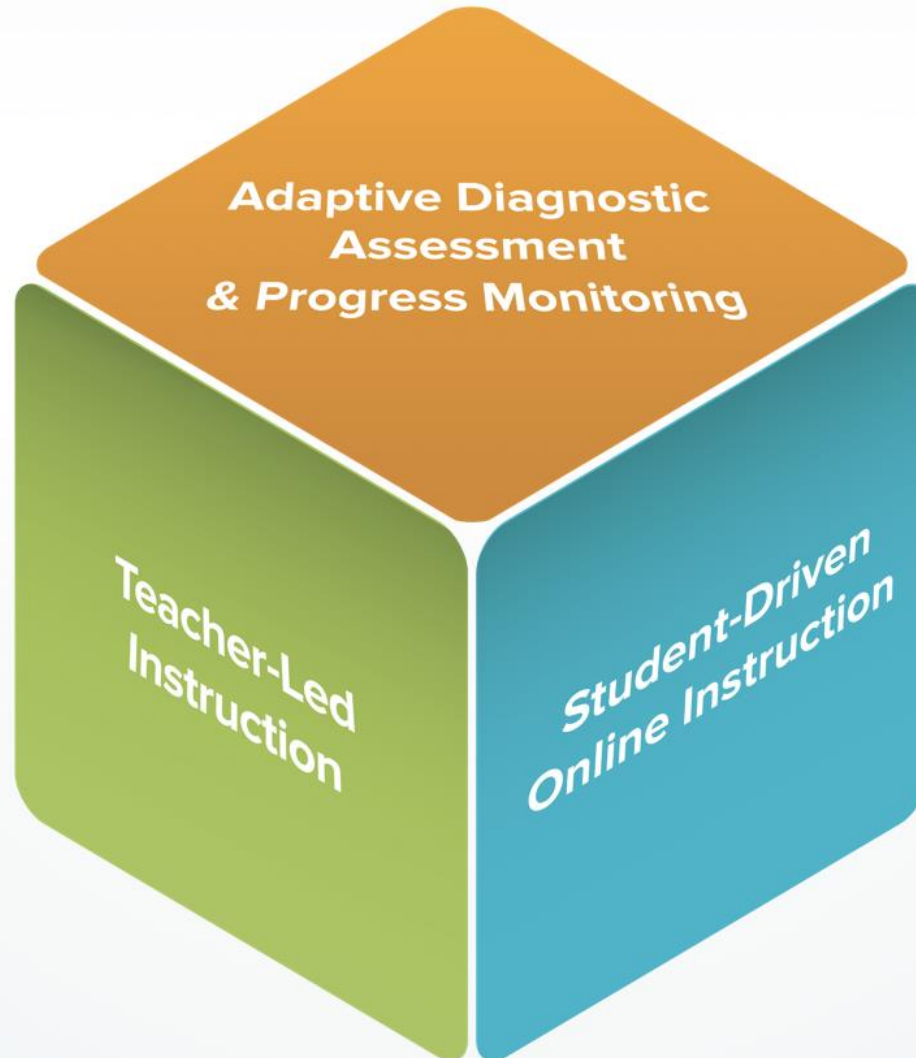 Adaptive Diagnostic
Assessment
& Progress Monitoring
Teacher-Led
Instruction
Student-Driven
Online Instruction